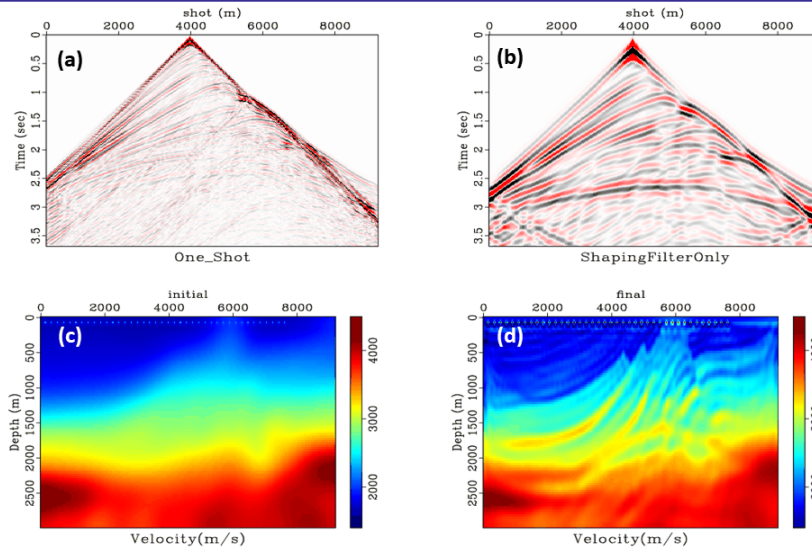 shot (m)
0 2000 4000 6000 8000
(a)
0 0.5 1 1.5 2 2.5 3 3.5
Time (sec)
One_Shot
shot (m)
0 2000 4000 6000 8000
(b)
0 0.5 1 1.5 2 2.5 3 3.5
Time (sec)
ShapingFilterOnly
initial
0 2000 4000 6000 8000
(c)
0 500 1000 1500 2000 2500
Depth (m)
4000 3000 2000
Velocity(m/s)
final
0 2000 4000 6000 8000
(d)
0 500 1000 1500 2000 2500
Depth (m)
Velocity(m/s)